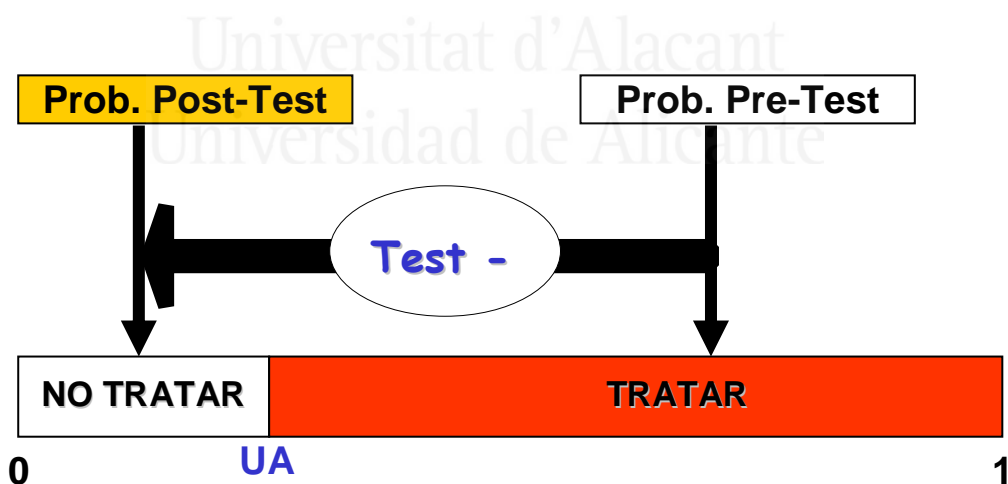 Universitat d'Alacant
Prob. Post-Test Prob. Pre-Test
Universidad de Alicante
Test -
NO TRATAR TRATAR
UA
0 1